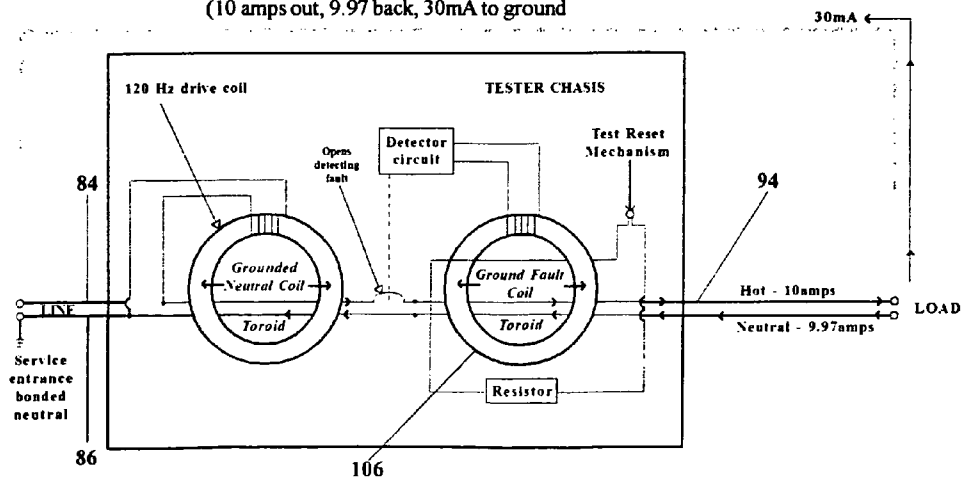 (10 amps out, 9.97 back, 30mA to ground
30mA
120 Hz drive coil
TESTER CHASIS
Opens
detecting
fault
Detector
circuit
Test Reset
Mechanism
84
94
Grounded
Neutral Coil
Toroid
Ground Fault
Coil
Toroid
LINE
Hot - 10amps
Neutral - 9.97amps
LOAD
Service
entrance
bonded
neutral
Resistor
86
106